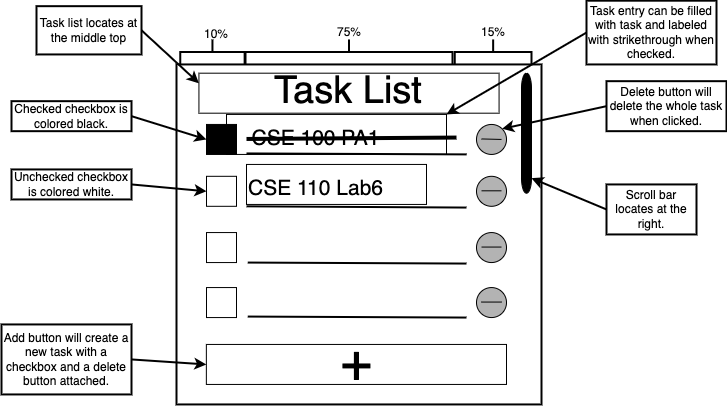 Task list locates at
the middle top
10%
75%
15%
Task entry can be filled
with task and labeled
with strikethrough when
checked.
Task List
Checked checkbox is
colored black.
CSE 100 PA1
Delete button will
delete the whole task
when clicked.
Unchecked checkbox
is colored white.
CSE 110 Lab6
Scroll bar
locates at the
right.
Add button will create a
new task with a
checkbox and a delete
button attached.
+